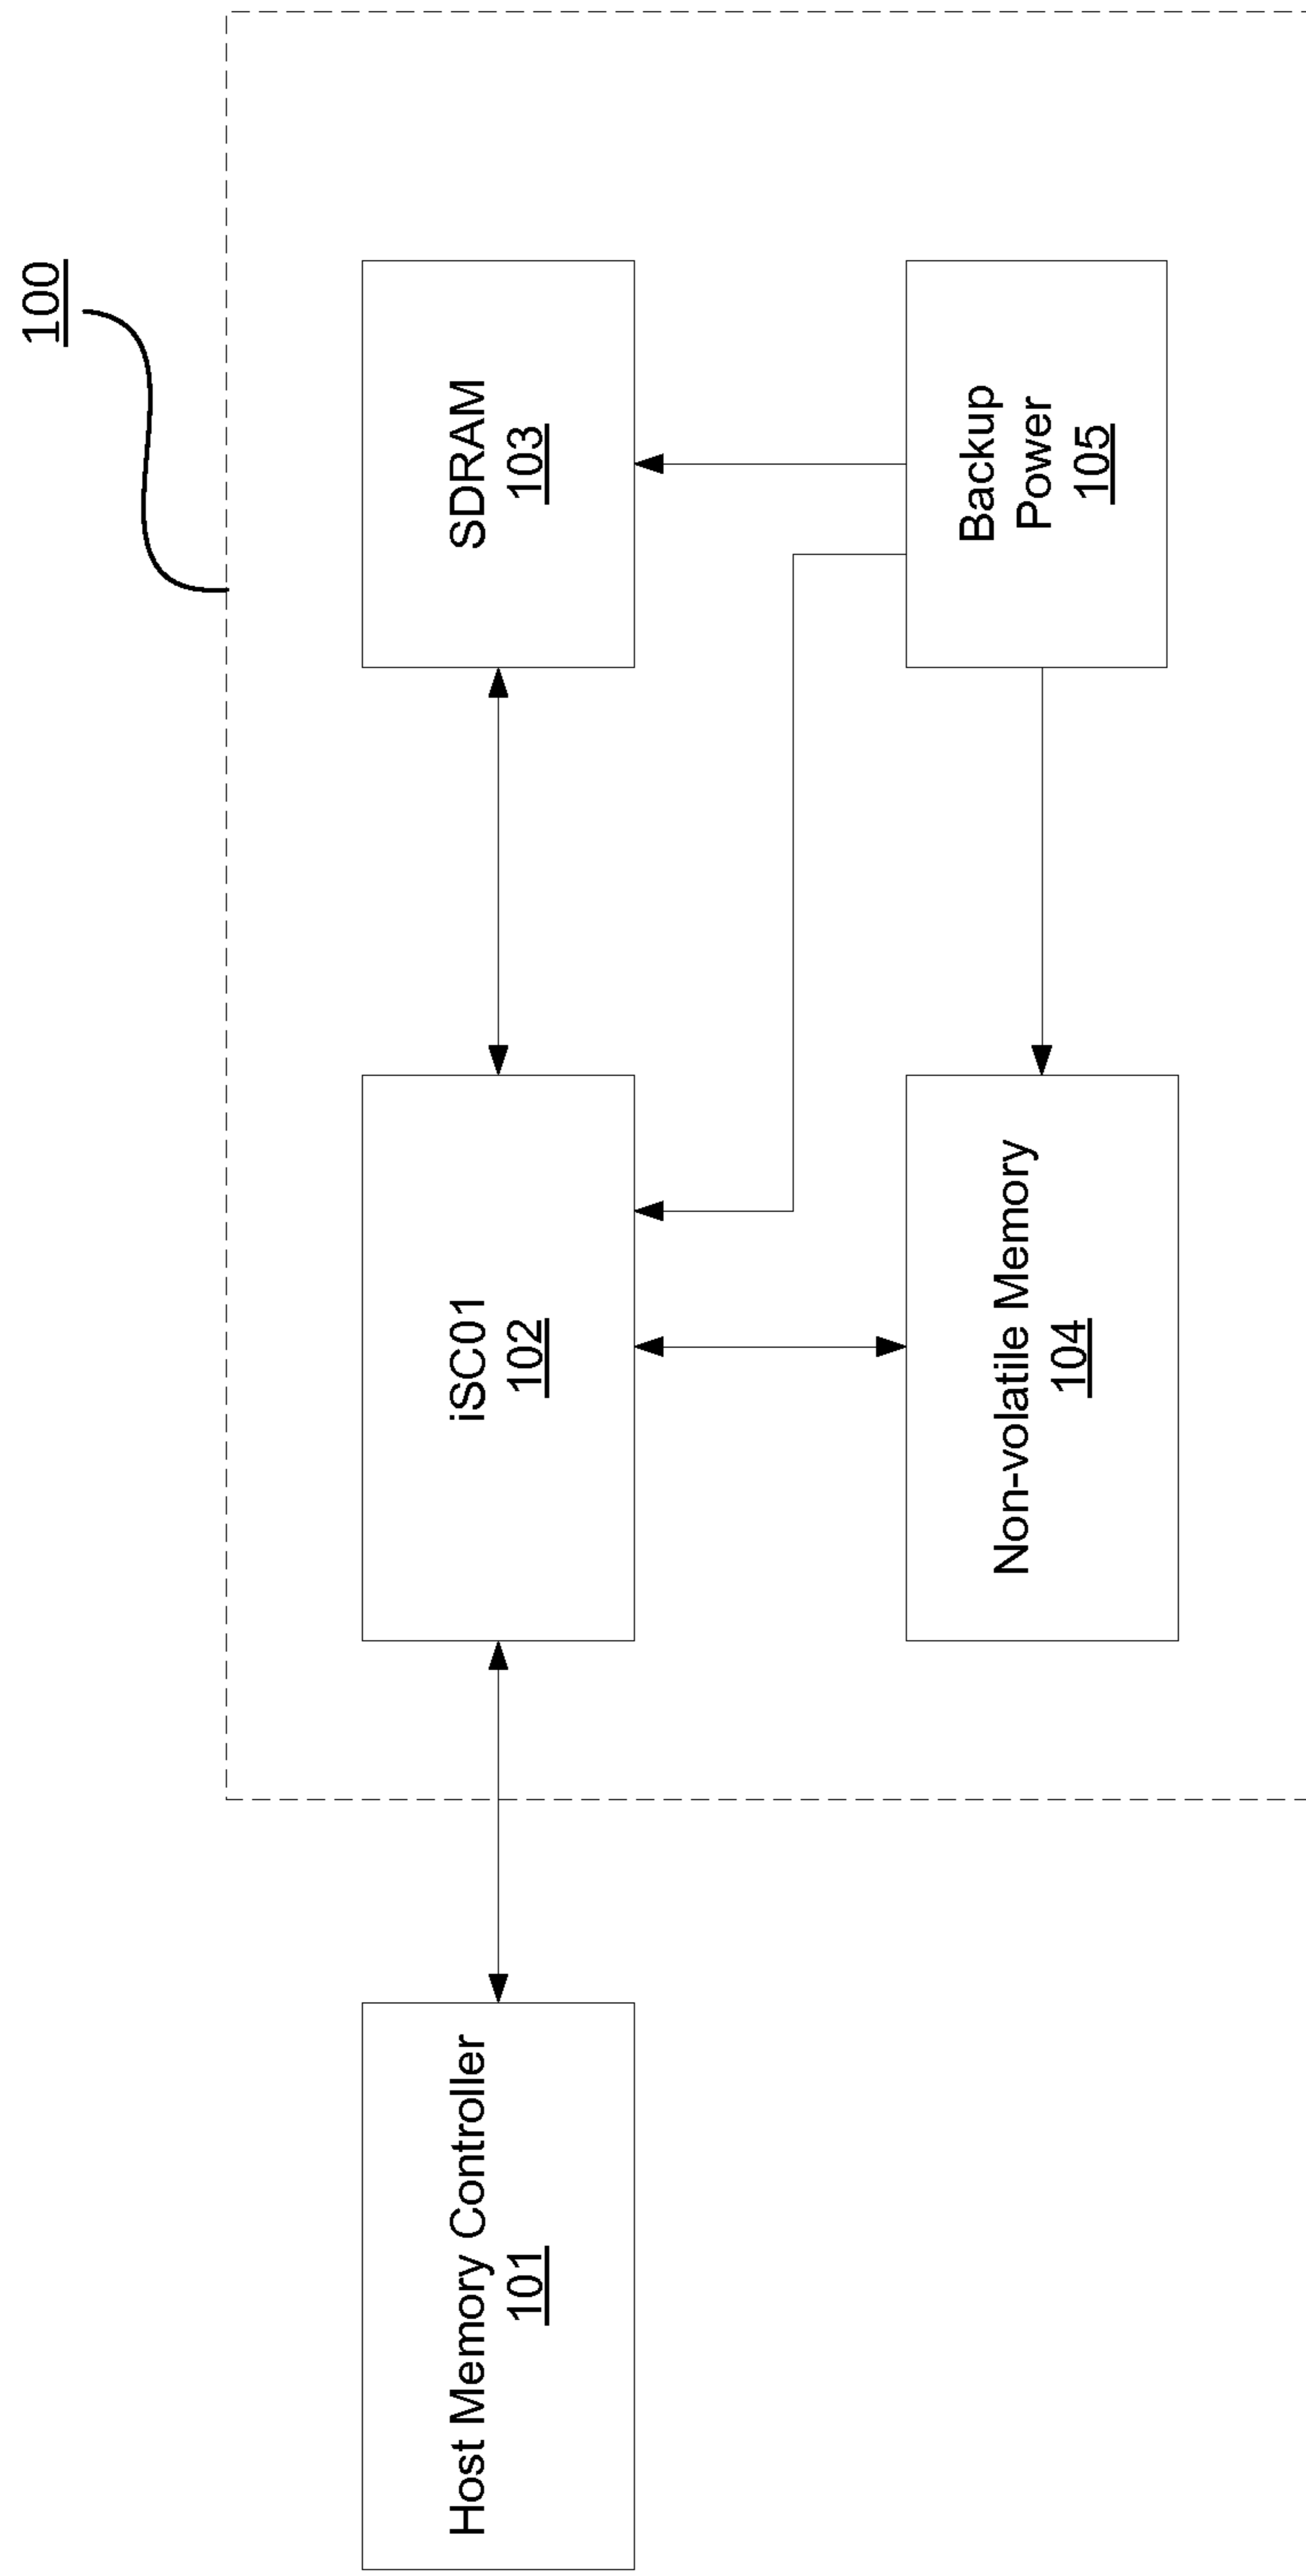 100
Host Memory Controller
101
iSC01
102
SDRAM
103
Non-volatile Memory
104
Backup
Power
105